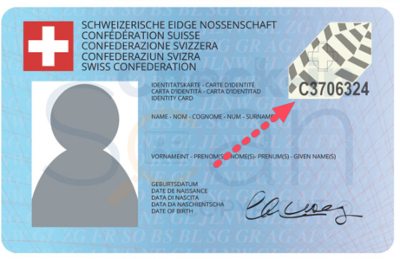 SCHWEIZERISCHE EIDGE NOSSENSCHAFT
CONFÉDÉRATION SUISSE
CONFEDERAZIONE SVIZZERA
CONFEDERAZIUN SVIZRA
SWISS CONFEDERATION
C3706324
IDENTITÄTSKARTE - CARTE D'IDENTITÉ
CARTA D'IDENTITÀ - CARTA D'IDENTITAD
IDENTITY CARD
NAME - NOM - COGNOME - NUM - SURNAME
VORNAMEINT - PRENOM(S) NOME(S)- PRENUM(S) - GIVEN NAME(S)
GEBURTSDATUM
DATE DE NAISSANCE
DATA DI NASCITA
DATA DA NASCHIENTSCHA
DATE OF BIRTH